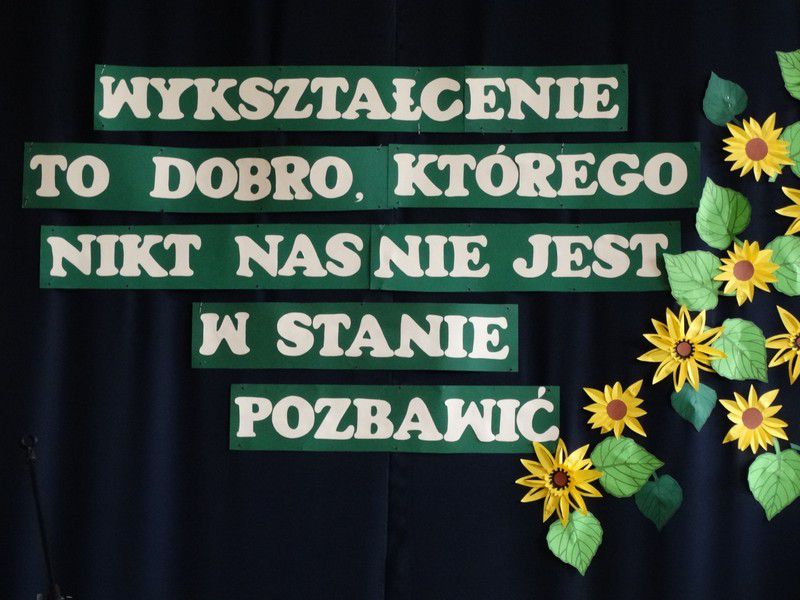 WYKSZTAŁCENIE
TO DOBRO, KTÓREGO
NIKT NAS NIE JEST
W STANIE
POZBAWIĆ